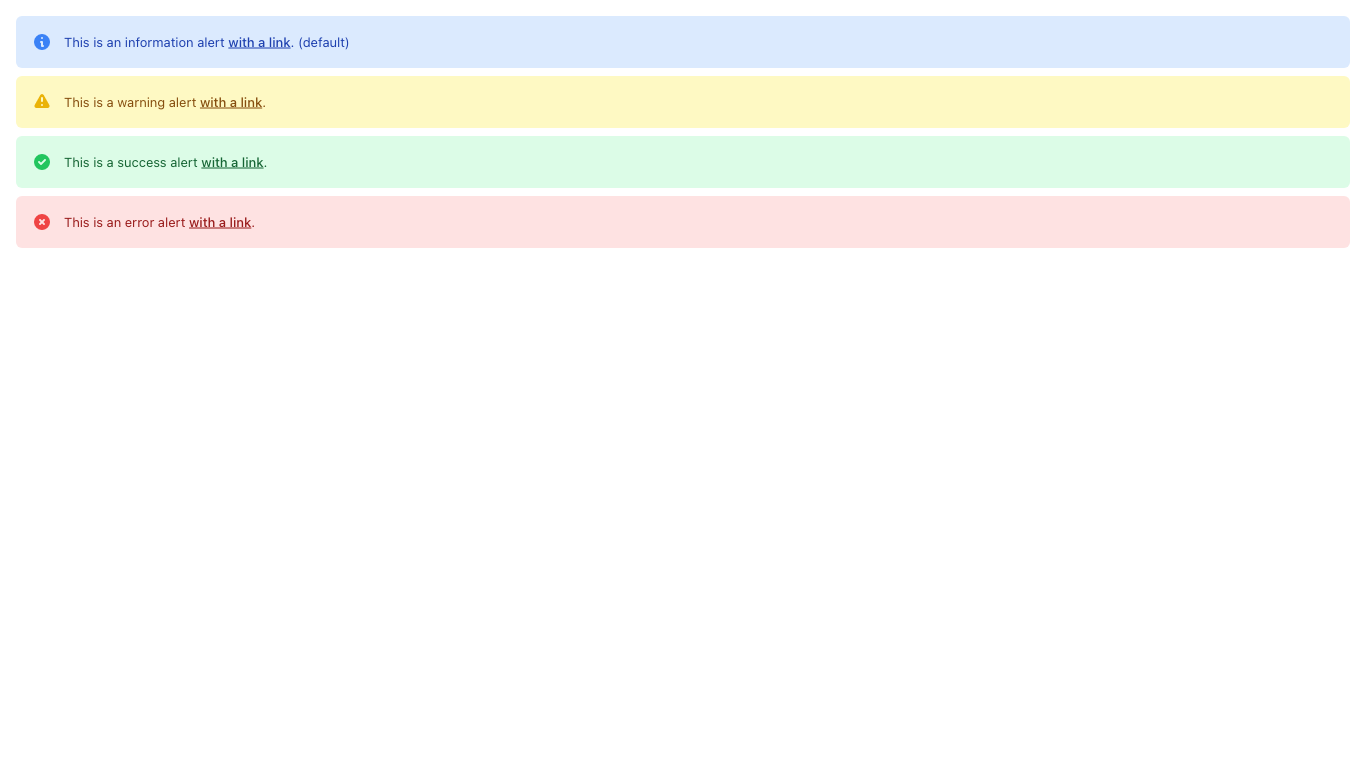 This is an information alert with a link. (default)
This is a warning alert with a link.
This is a success alert with a link.
This is an error alert with a link.